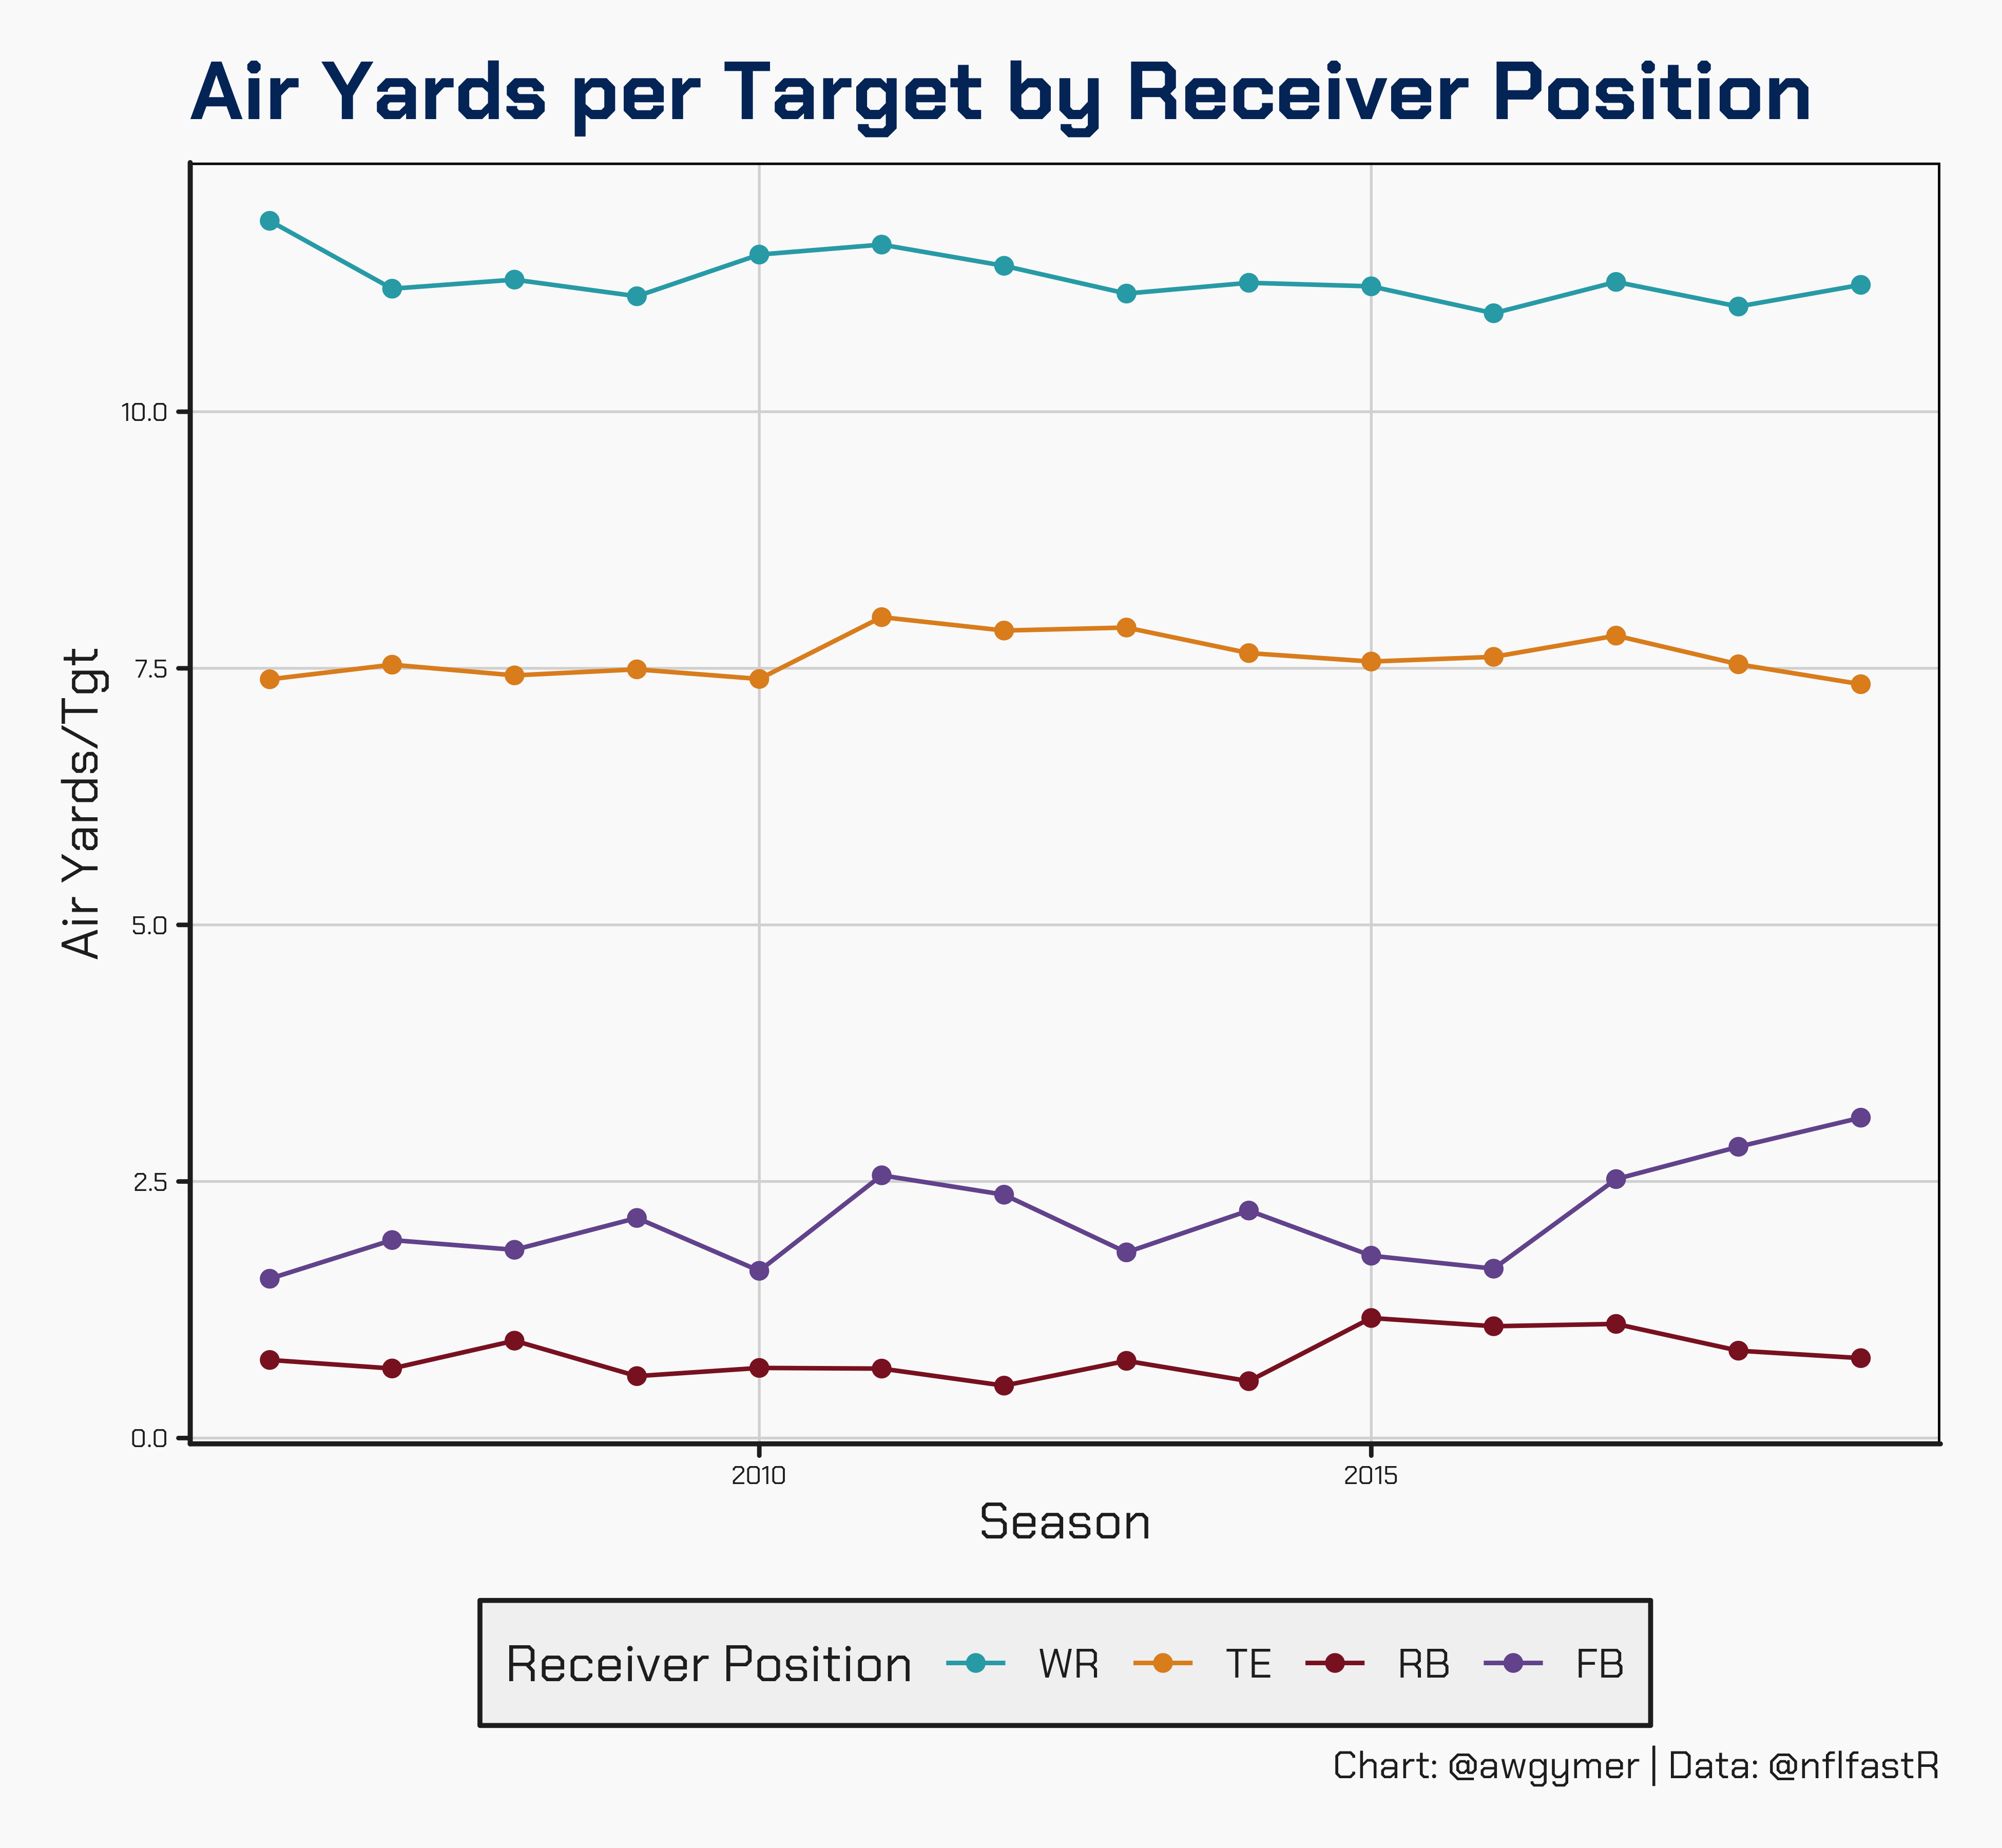 Air Yards per Target by Receiver Position
Air Yards/Tgt
10.0
7.5
5.0
2.5
0.0
2010 2015
Season
Receiver Position WR TE RB FB
Chart: @awgymer | Data: @nflfastR